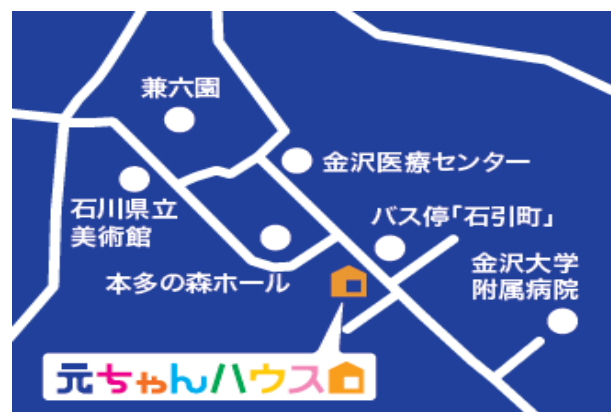 兼六園
金沢医療センター
石川県立
美術館
バス停「石引町」
金沢大学
附属病院
本多の森ホール
元ちゃんハウス